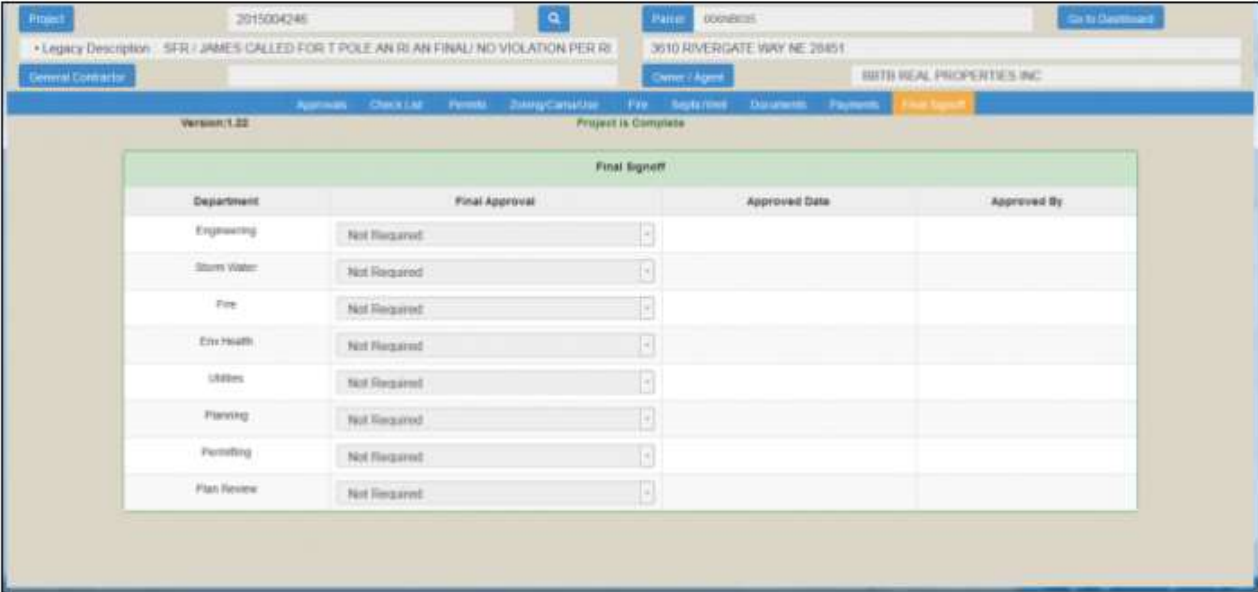 Project 2015004246 Parcel Go to Dashboard
• Legacy Description SFR / JAMES CALLED FOR T POLE AN RI AN FINAL/ NO VIOLATION PER RI 3610 RIVERGATE WAY NE 28451
General Contractor Owner / Agent BBTB REAL PROPERTIES INC
Approvals Check List Permits Zoning/Cama/Use Fire Septic/Well Documents Payments Final Signoff
Version:1.22 Project is Complete
Final Signoff
Department Final Approval Approved Date Approved By
Engineering Not Required
Storm Water Not Required
Fire Not Required
Env Health Not Required
Utilities Not Required
Planning Not Required
Permitting Not Required
Plan Review Not Required